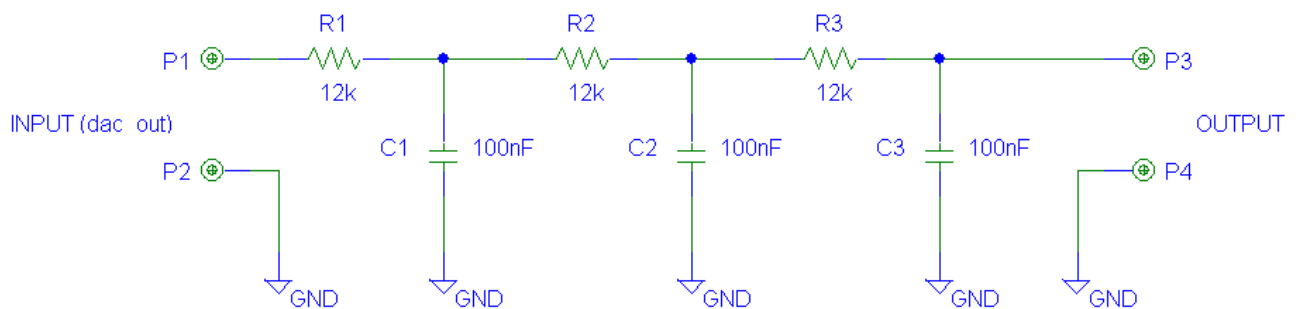 R1
R2
R3
P1
P3
12k
12k
12k
INPUT (dac out)
OUTPUT
C1
100nF
C2
100nF
C3
100nF
P2
P4
GND
GND
GND
GND
GND